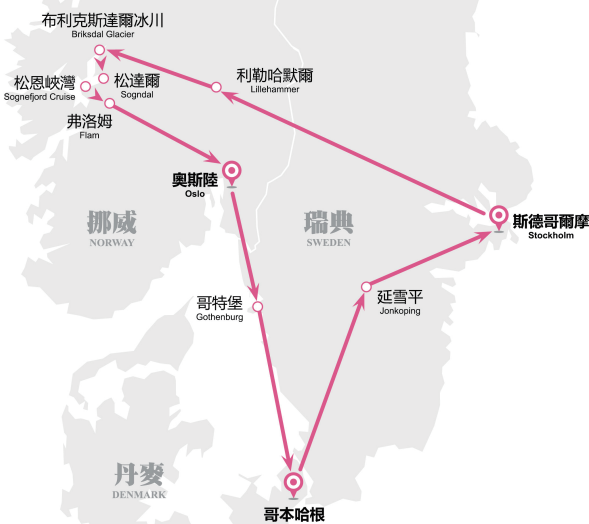 布利克斯達爾冰川
Briksdal Glacier
松恩峽灣
Sognefjord Cruise
松達爾
Sogndal
利勒哈默爾
Lillehammer
弗洛姆
Flam
奧斯陸
Oslo
挪威
NORWAY
瑞典
SWEDEN
斯德哥爾摩
Stockholm
哥特堡
Gothenburg
延雪平
Jonkoping
丹麥
DENMARK
哥本哈根